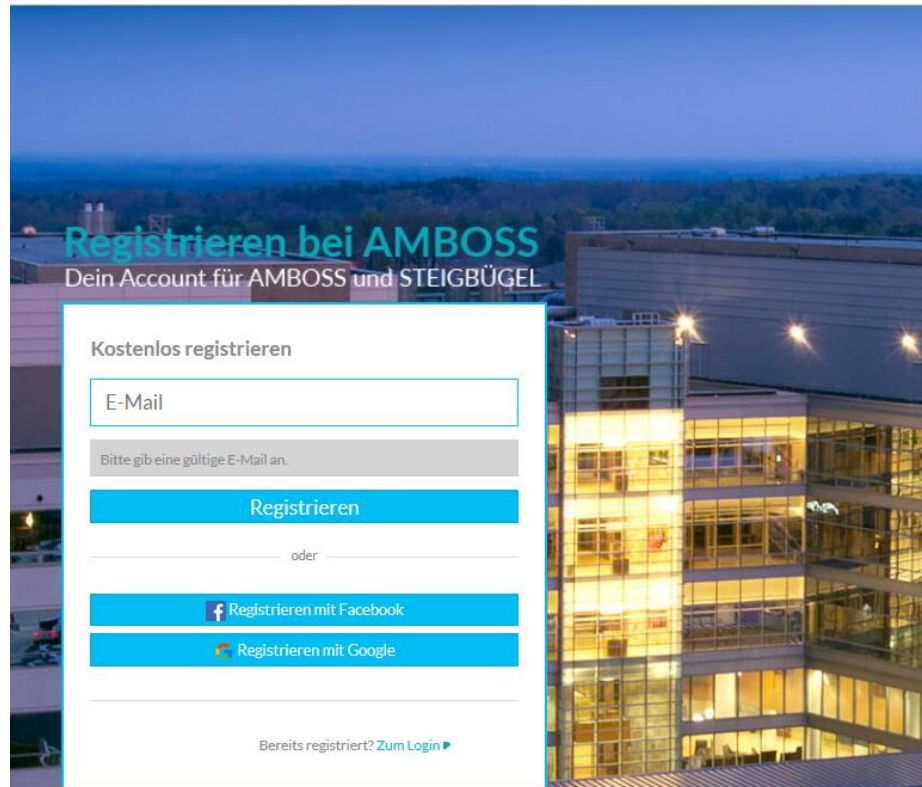 Registrieren bei AMBOSS
Dein Account für AMBOSS und STEIGBÜGEL
Kostenlos registrieren
E-Mail
Bitte gib eine gültige E-Mail an.
Registrieren
oder
Registrieren mit Facebook
Registrieren mit Google
Bereits registriert? Zum Login